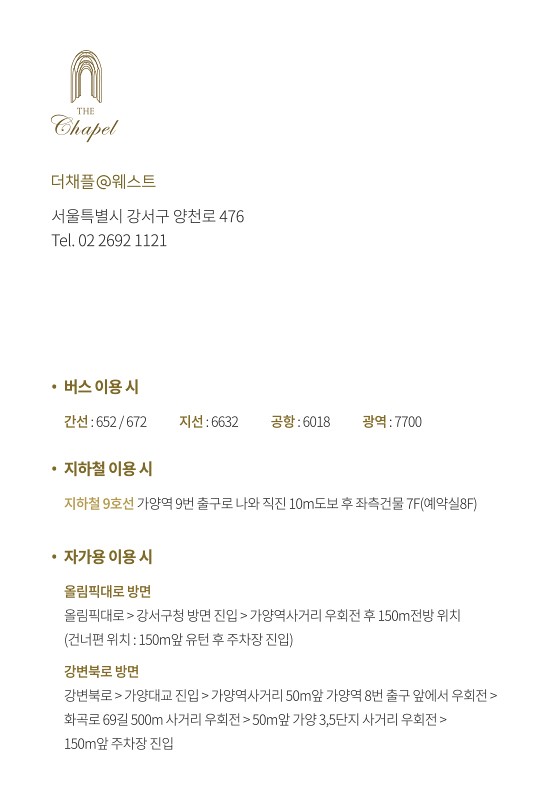 THE
Chapel
더채플@웨스트
서울특별시 강서구 양천로 476
Tel. 02 2692 1121
• 버스 이용 시
간선 : 652 / 672 지선 : 6632 공항 : 6018 광역 : 7700
• 지하철 이용 시
지하철 9호선 가양역 9번 출구로 나와 직진 10m도보 후 좌측건물 7F(예약실8F)
• 자가용 이용 시
올림픽대로 방면
올림픽대로 > 강서구청 방면 진입 > 가양역사거리 우회전 후 150m전방 위치
(건너편 위치 : 150m앞 유턴 후 주차장 진입)
강변북로 방면
강변북로 > 가양대교 진입 > 가양역사거리 50m앞 가양역 8번 출구 앞에서 우회전 >
화곡로 69길 500m 사거리 우회전 > 50m앞 가양 3,5단지 사거리 우회전 >
150m앞 주차장 진입